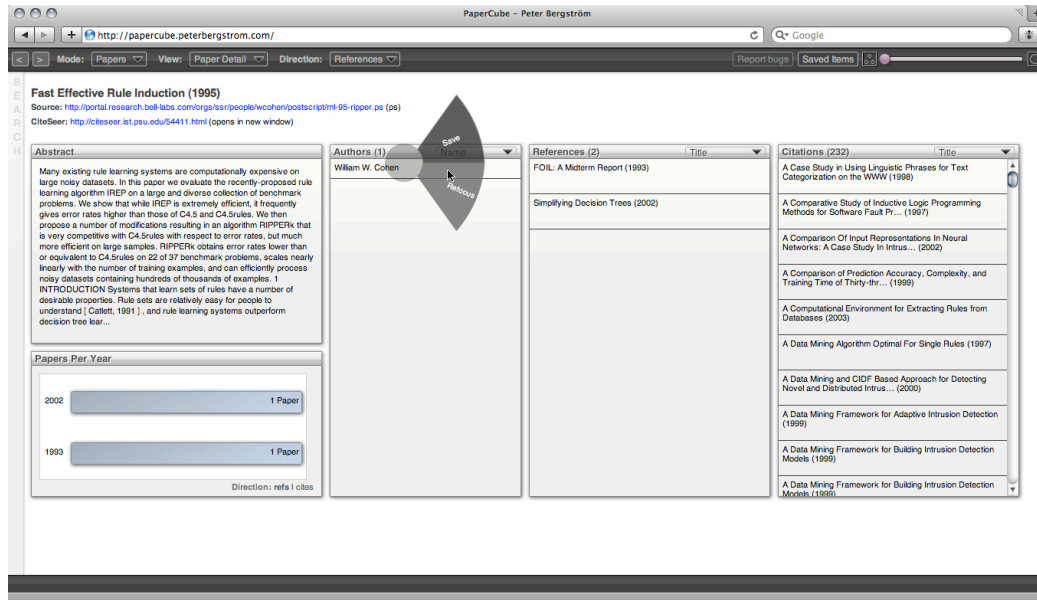 PaperCube – Peter Bergström
http://papercube.peterbergstrom.com/
Google
< > Mode: Papers View: Paper Detail Direction: References Report bugs Saved Items
SEARCH
Fast Effective Rule Induction (1995)
Source: http://portal.research.bell-labs.com/orgs/ssr/people/wcohen/postscript/ml-95-ripper.ps (ps)
CiteSeer: http://citeseer.ist.psu.edu/54411.html (opens in new window)
Abstract
Many existing rule learning systems are computationally expensive on
large noisy datasets. In this paper we evaluate the recently-proposed rule
learning algorithm IREP on a large and diverse collection of benchmark
problems. We show that while IREP is extremely efficient, it frequently
gives error rates higher than those of C4.5 and C4.5rules. We then
propose a number of modifications resulting in an algorithm RIPPERk that
is very competitive with C4.5rules with respect to error rates, but much
more efficient on large samples. RIPPERk obtains error rates lower than
or equivalent to C4.5rules on 22 of 37 benchmark problems, scales nearly
linearly with the number of training examples, and can efficiently process
noisy datasets containing hundreds of thousands of examples. 1
INTRODUCTION Systems that learn sets of rules have a number of
desirable properties. Rule sets are relatively easy for people to
understand [ Catlett, 1991 ] , and rule learning systems outperform
decision tree lear...
Papers Per Year
2002 1 Paper
1993 1 Paper
Direction: refs | cites
Authors (1) Name
William W. Cohen
Save
Refocus
References (2) Title
FOIL: A Midterm Report (1993)
Simplifying Decision Trees (2002)
Citations (232) Title
A Case Study in Using Linguistic Phrases for Text
Categorization on the WWW (1998)
A Comparative Study of Inductive Logic Programming
Methods for Software Fault Pr... (1997)
A Comparison Of Input Representations In Neural
Networks: A Case Study In Intrus... (2002)
A Comparison of Prediction Accuracy, Complexity, and
Training Time of Thirty-thr... (1999)
A Computational Environment for Extracting Rules from
Databases (2003)
A Data Mining Algorithm Optimal For Single Rules (1997)
A Data Mining and CIDF Based Approach for Detecting
Novel and Distributed Intrus... (2000)
A Data Mining Framework for Adaptive Intrusion Detection
(1999)
A Data Mining Framework for Building Intrusion Detection
Models (1999)
A Data Mining Framework for Building Intrusion Detection
Models (1999)